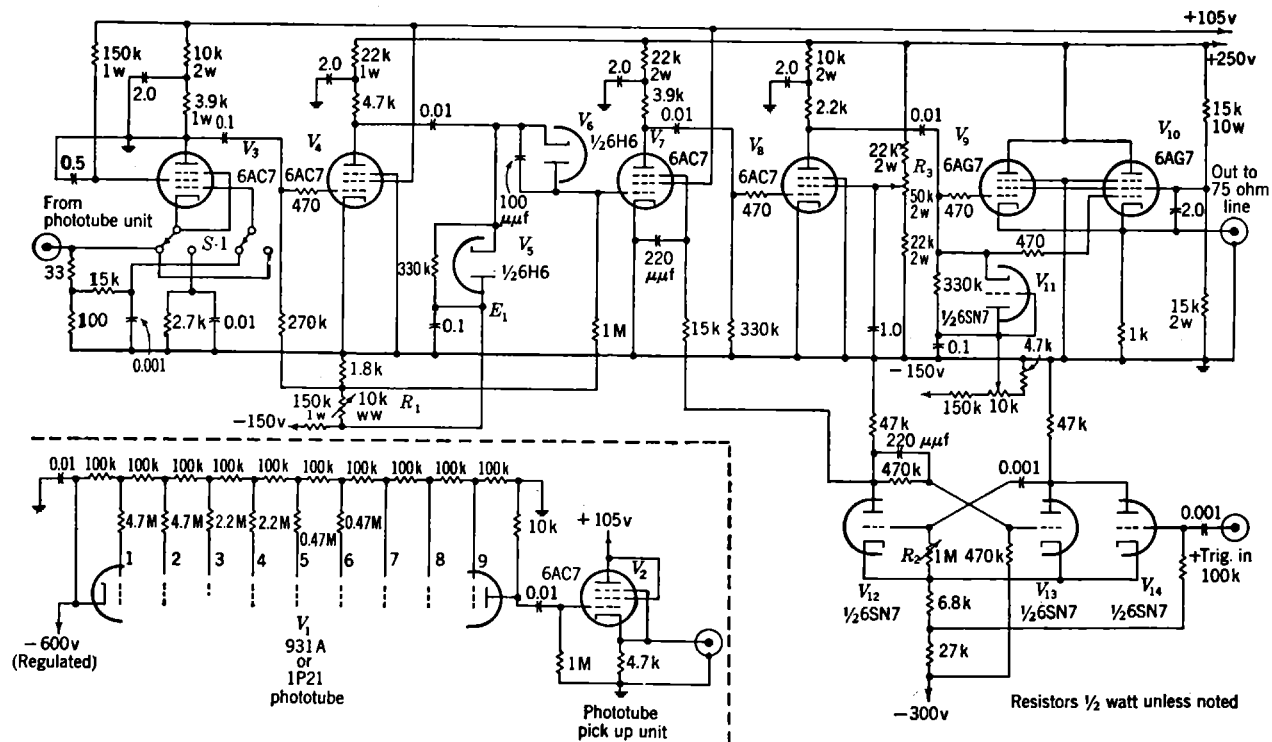 +105v
+250v
150k
1w
10k
2w
2.0
3.9k
1w
0.1
V3
6AC7
0.5
From
phototube unit
S·1
33
15k
100
0.001
2.7k
0.01
270k
22k
1w
2.0
4.7k
V4
6AC7
470
0.01
V6
½6H6
100
μμf
V5
½6H6
330k
0.1
E1
1.8k
150k
1w
10k
ww
R1
−150v
1M
22k
2w
2.0
3.9k
0.01
V7
6AC7
220
μμf
15k
10k
2w
2.0
2.2k
V8
6AC7
470
330k
1.0
0.01
22K
2w
R3
50k
2w
22k
2w
V9
6AG7
470
V10
6AG7
15k
10w
Out to
75 ohm
line
2.0
470
330k
V11
½6SN7
0.1
−150v
4.7k
150k
10k
1k
15k
2w
47k
220 μμf
470k
47k
0.001
R2
1M
470k
V12
½6SN7
V13
½6SN7
V14
½6SN7
0.001
+Trig. in
100k
6.8k
27k
−300v
Resistors ½ watt unless noted
0.01
100k 100k 100k 100k 100k 100k 100k 100k 100k
4.7M
4.7M
2.2M
2.2M
0.47M
0.47M
1 2 3 4 5 6 7 8 9
−600v
(Regulated)
V1
931A
or
1P21
phototube
10k
0.01
+105v
6AC7
V2
1M
4.7k
Phototube
pick up unit